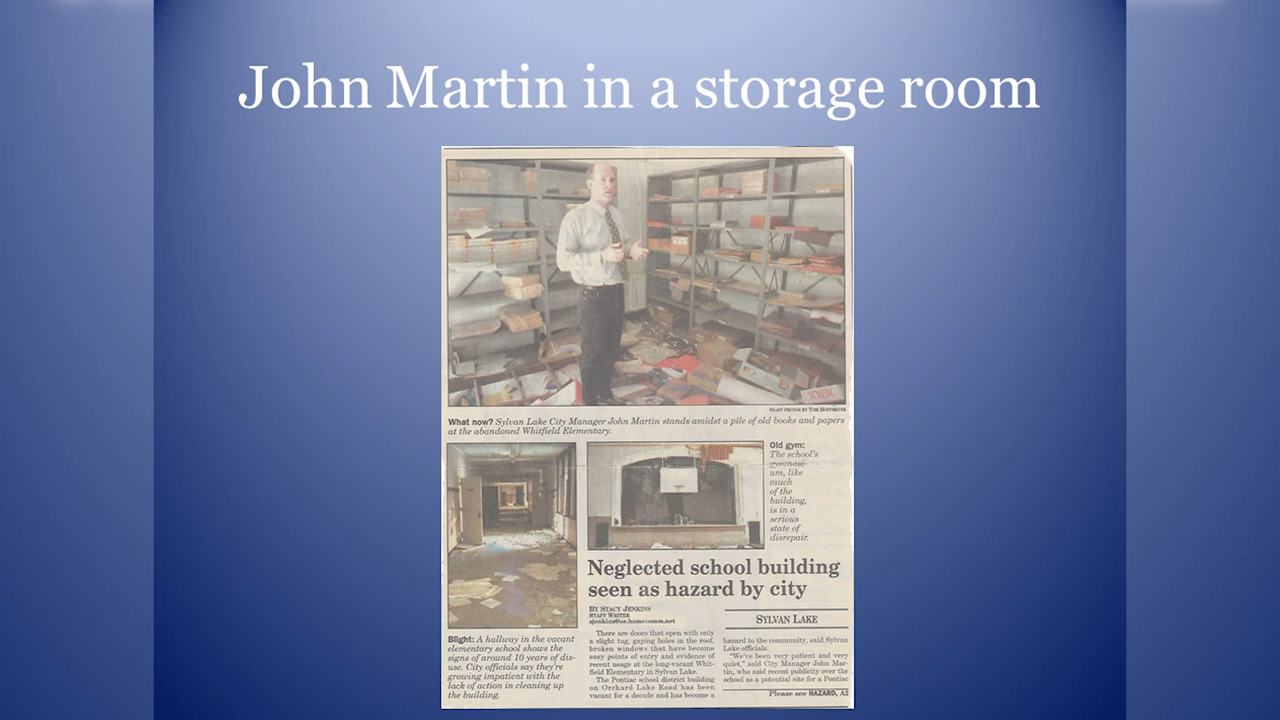 John Martin in a storage room
STAFF PHOTOS BY TOM HOFFMEYER
What now? Sylvan Lake City Manager John Martin stands amidst a pile of old books and papers
at the abandoned Whitfield Elementary.
Old gym:
The school's
gymnasi-
um, like
much
of the
building,
is in a
serious
state of
disrepair.
Neglected school building
seen as hazard by city
BY STACY JENKINS
STAFF WRITER
sjenkins@oe.homecomm.net
There are doors that open with only
a slight tug, gaping holes in the roof,
broken windows that have become
easy points of entry and evidence of
recent usage at the long-vacant Whit-
field Elementary in Sylvan Lake.
The Pontiac school district building
on Orchard Lake Road has been
vacant for a decade and has become a
SYLVAN LAKE
hazard to the community, said Sylvan
Lake officials.
"We've been very patient and very
quiet," said City Manager John Mar-
tin, who said recent publicity over the
school as a potential site for a Pontiac
Please see HAZARD, A2
Blight: A hallway in the vacant
elementary school shows the
signs of around 10 years of dis-
use. City officials say they're
growing impatient with the
lack of action in cleaning up
the building.